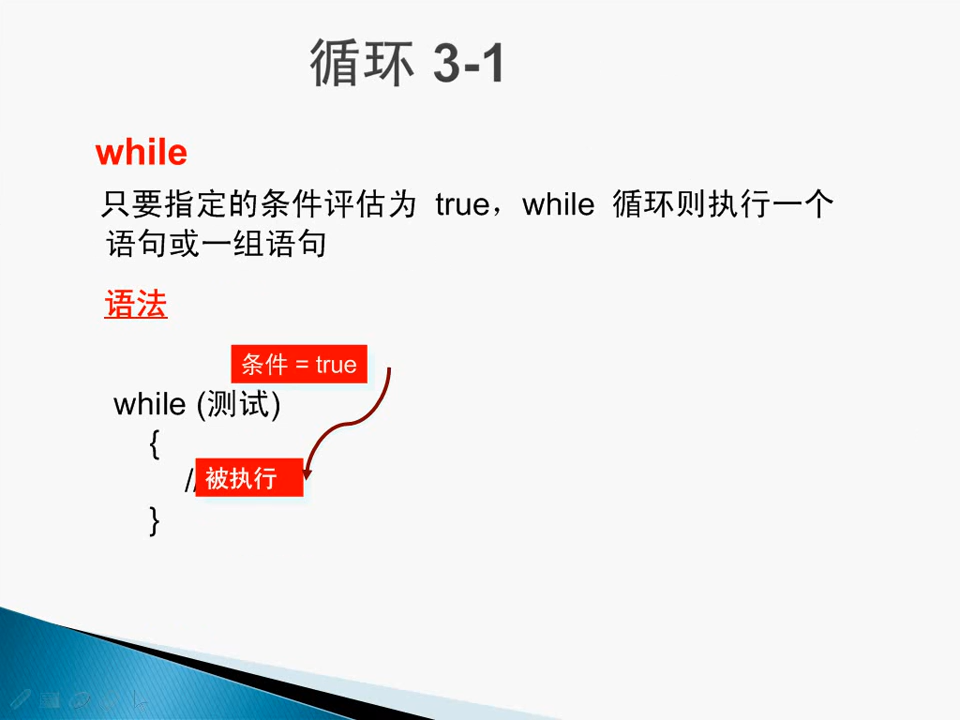 循环 3-1
while
只要指定的条件评估为 true，while 循环则执行一个
语句或一组语句
语法
条件 = true
while (测试)
{
//
被执行
}